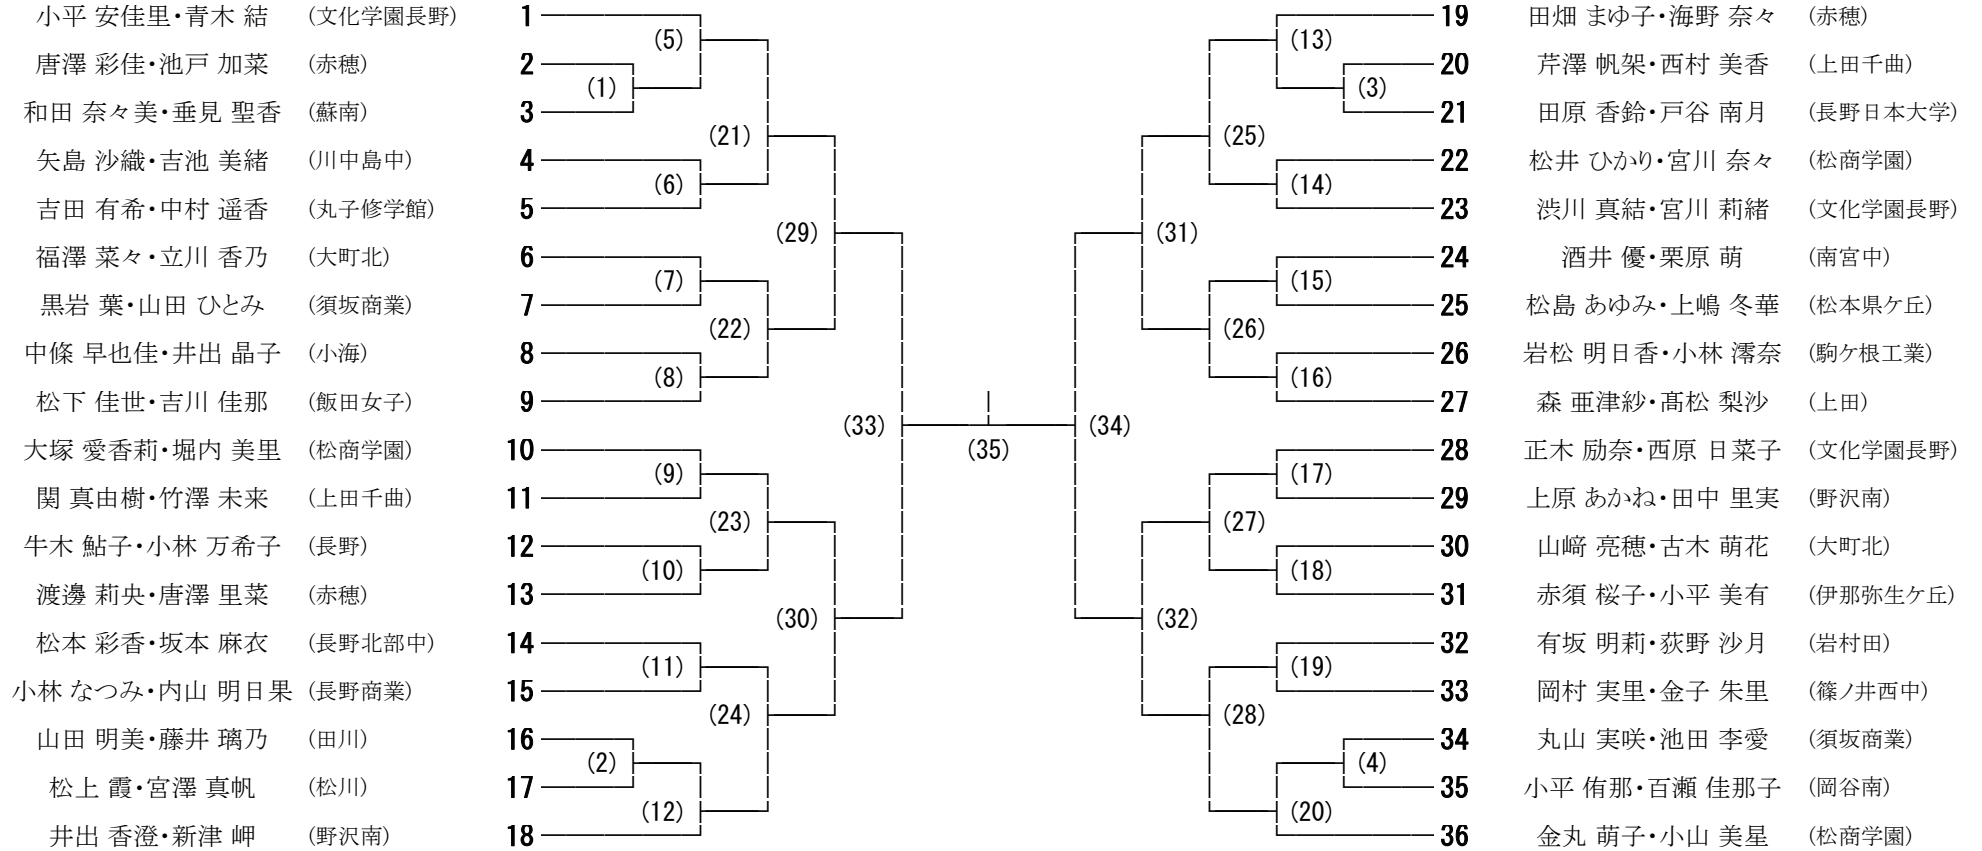 小平 安佳里・青木 結 (文化学園長野) 1 19 田畑 まゆ子・海野 奈々 (赤穂)
(5) (13)
唐澤 彩佳・池戸 加菜 (赤穂) 2 20 芹澤 帆架・西村 美香 (上田千曲)
(1) (3)
和田 奈々美・垂見 聖香 (蘇南) 3 21 田原 香鈴・戸谷 南月 (長野日本大学)
(21) (25)
矢島 沙織・吉池 美緒 (川中島中) 4 22 松井 ひかり・宮川 奈々 (松商学園)
(6) (14)
吉田 有希・中村 遥香 (丸子修学館) 5 23 渋川 真結・宮川 莉緒 (文化学園長野)
(29) (31)
福澤 菜々・立川 香乃 (大町北) 6 24 酒井 優・栗原 萌 (南宮中)
(7) (15)
黒岩 葉・山田 ひとみ (須坂商業) 7 25 松島 あゆみ・上嶋 冬華 (松本県ケ丘)
(22) (26)
中條 早也佳・井出 晶子 (小海) 8 26 岩松 明日香・小林 澪奈 (駒ケ根工業)
(8) (16)
松下 佳世・吉川 佳那 (飯田女子) 9 27 森 亜津紗・髙松 梨沙 (上田)
(33) (34)
大塚 愛香莉・堀内 美里 (松商学園) 10 (35) 28 正木 励奈・西原 日菜子 (文化学園長野)
(9) (17)
関 真由樹・竹澤 未来 (上田千曲) 11 29 上原 あかね・田中 里実 (野沢南)
(23) (27)
牛木 鮎子・小林 万希子 (長野) 12 30 山﨑 亮穂・古木 萌花 (大町北)
(10) (18)
渡邊 莉央・唐澤 里菜 (赤穂) 13 31 赤須 桜子・小平 美有 (伊那弥生ケ丘)
(30) (32)
松本 彩香・坂本 麻衣 (長野北部中) 14 32 有坂 明莉・荻野 沙月 (岩村田)
(11) (19)
小林 なつみ・内山 明日果 (長野商業) 15 33 岡村 実里・金子 朱里 (篠ノ井西中)
(24) (28)
山田 明美・藤井 璃乃 (田川) 16 34 丸山 実咲・池田 李愛 (須坂商業)
(2) (4)
松上 霞・宮澤 真帆 (松川) 17 35 小平 侑那・百瀬 佳那子 (岡谷南)
(12) (20)
井出 香澄・新津 岬 (野沢南) 18 36 金丸 萌子・小山 美星 (松商学園)